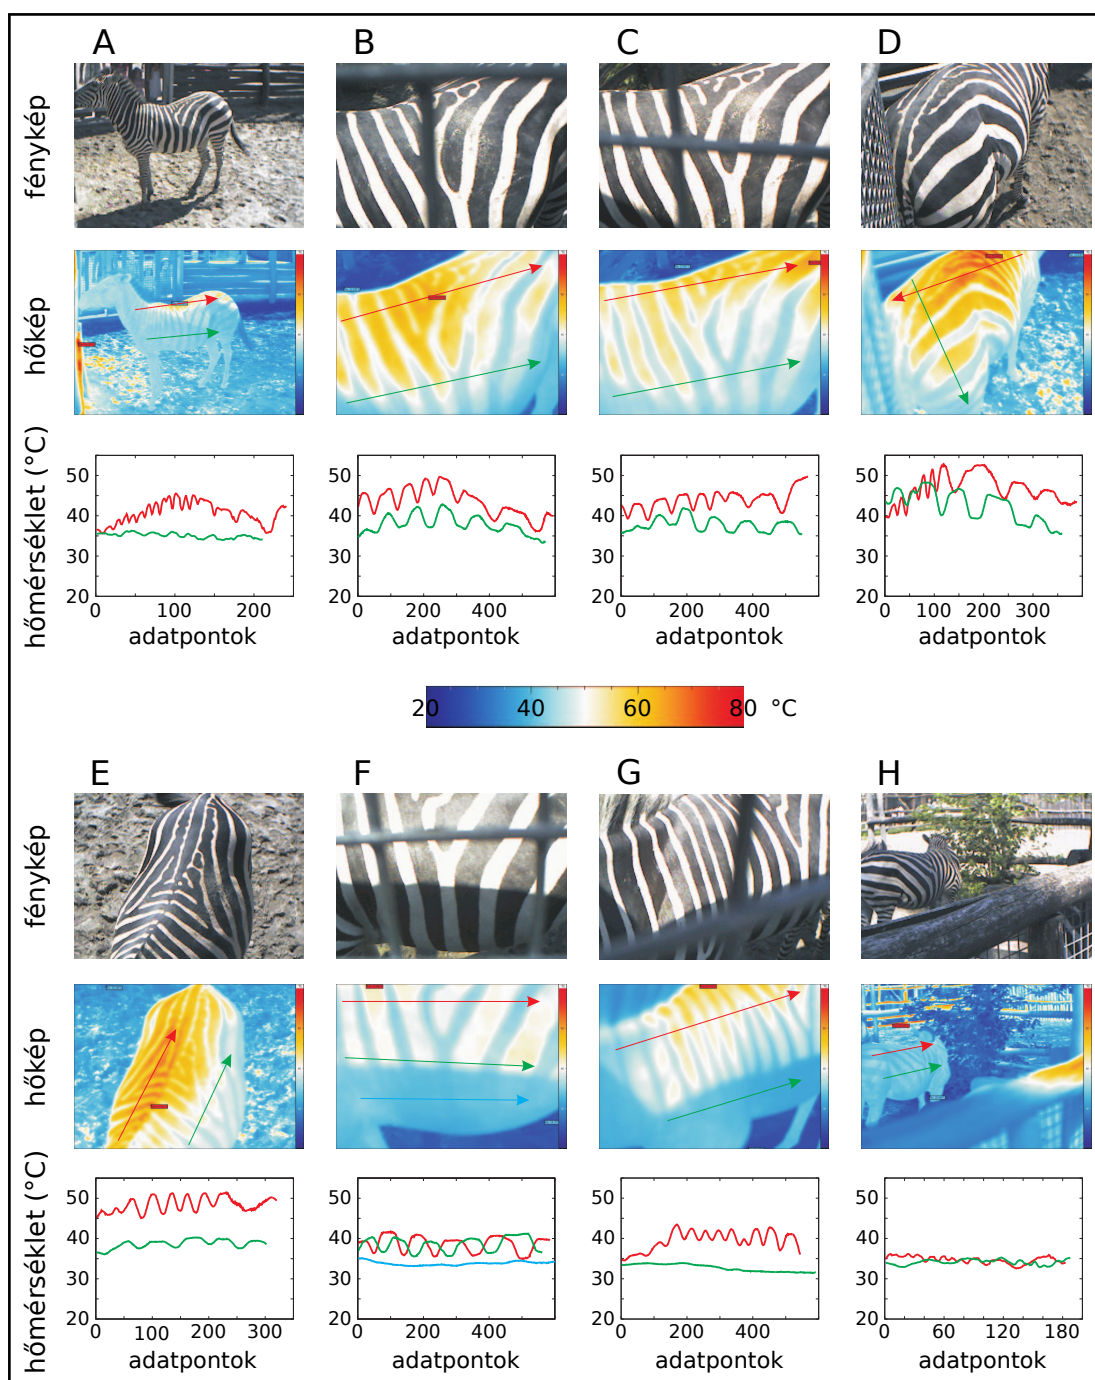 A B C D
fénykép
hőkép
hőmérséklet (°C)
50 50 50 50
40 40 40 40
30 30 30 30
20 20 20 20
0 100 200 0 200 400 0 200 400 0 100 200 300
adatpontok adatpontok adatpontok adatpontok
20 40 60 80 °C
E F G H
fénykép
hőkép
hőmérséklet (°C)
50 50 50 50
40 40 40 40
30 30 30 30
20 20 20 20
0 100 200 300 0 200 400 0 200 400 0 60 120 180
adatpontok adatpontok adatpontok adatpontok